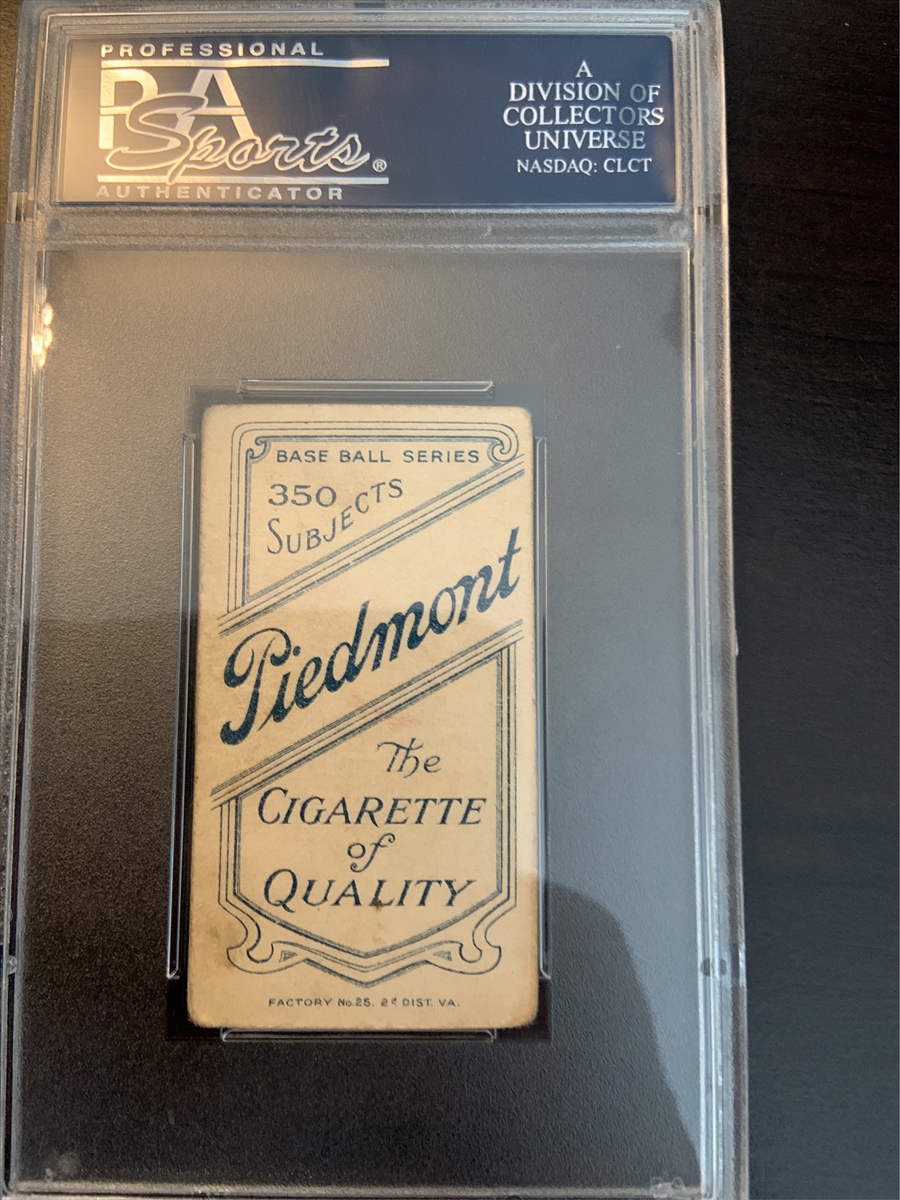 PROFESSIONAL
PSA
Sports®
AUTHENTICATOR
A
DIVISION OF
COLLECTORS
UNIVERSE
NASDAQ: CLCT
BASE BALL SERIES
350
SUBJECTS
Piedmont
The
CIGARETTE
of
QUALITY
FACTORY No.25. 2d DIST. VA.